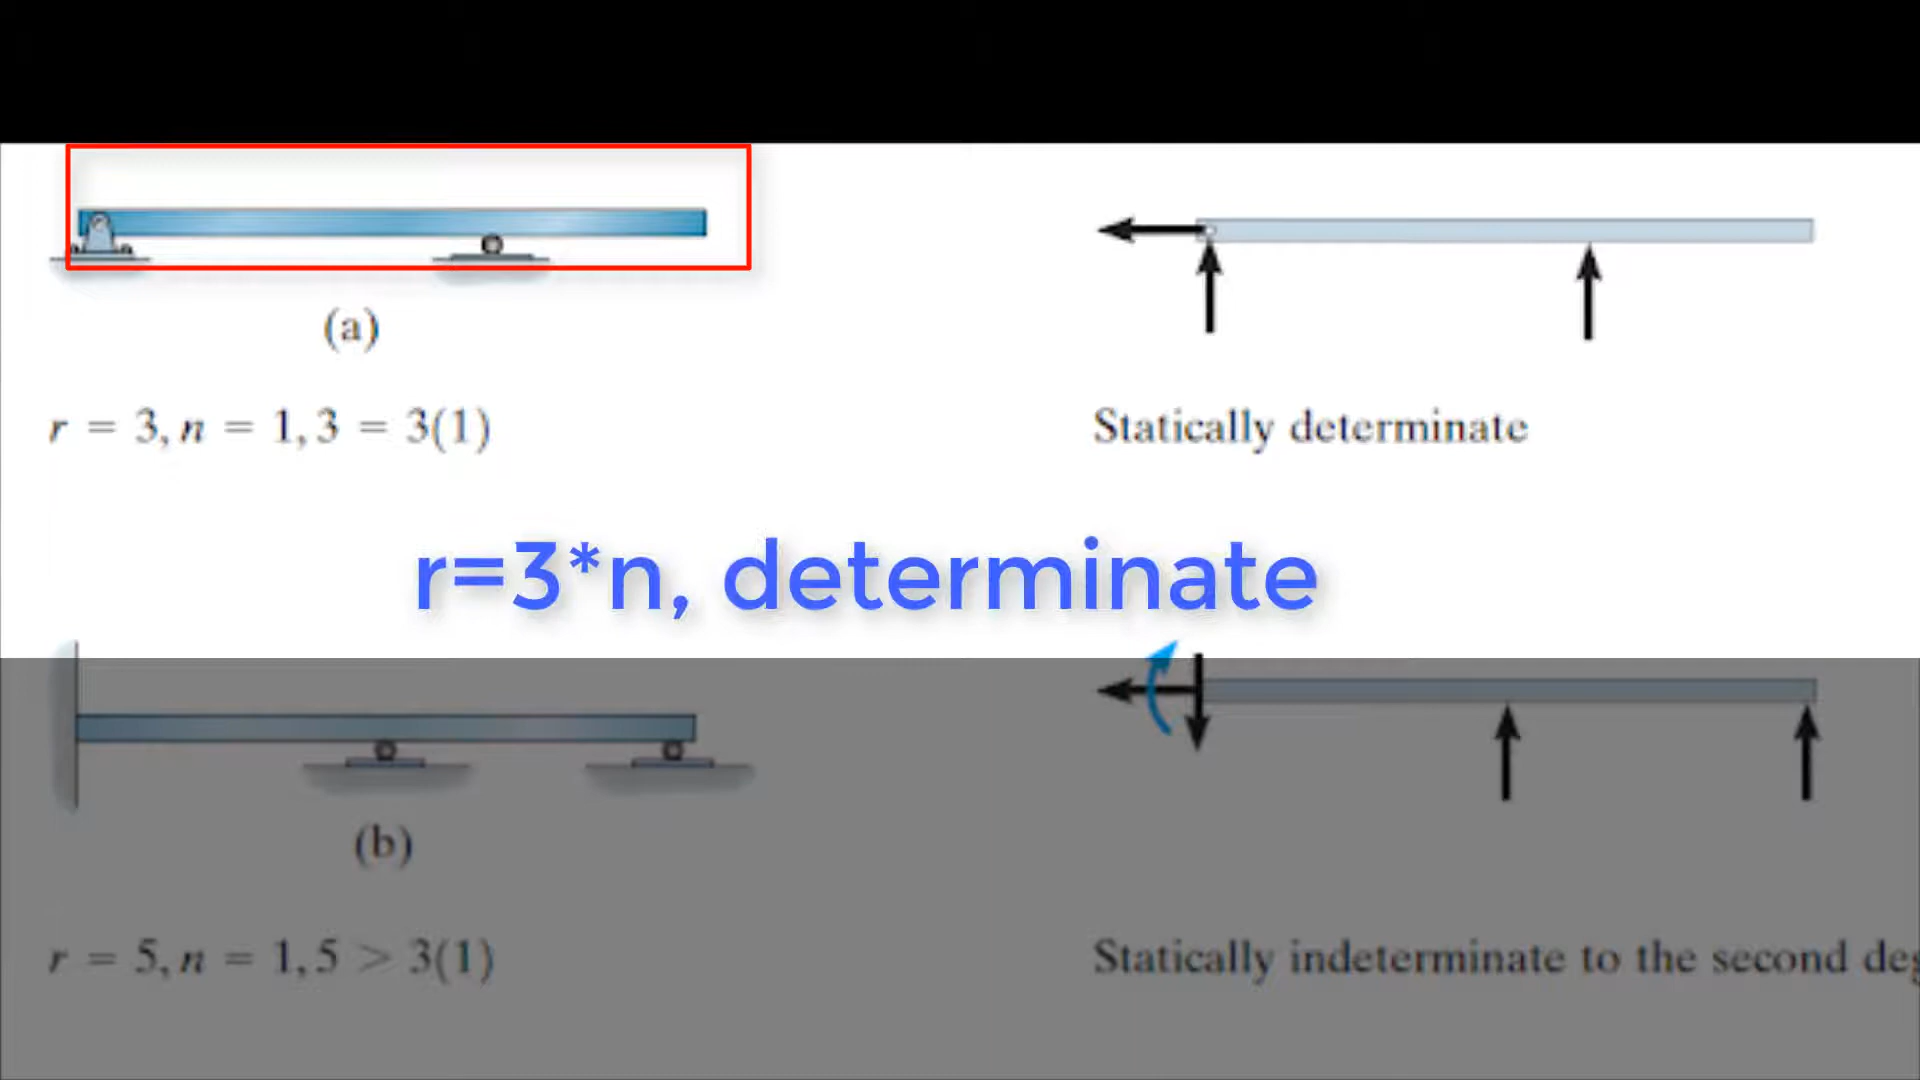 (a)
r = 3, n = 1, 3 = 3(1)
Statically determinate
r=3*n, determinate
(b)
r = 5, n = 1, 5 > 3(1)
Statically indeterminate to the second